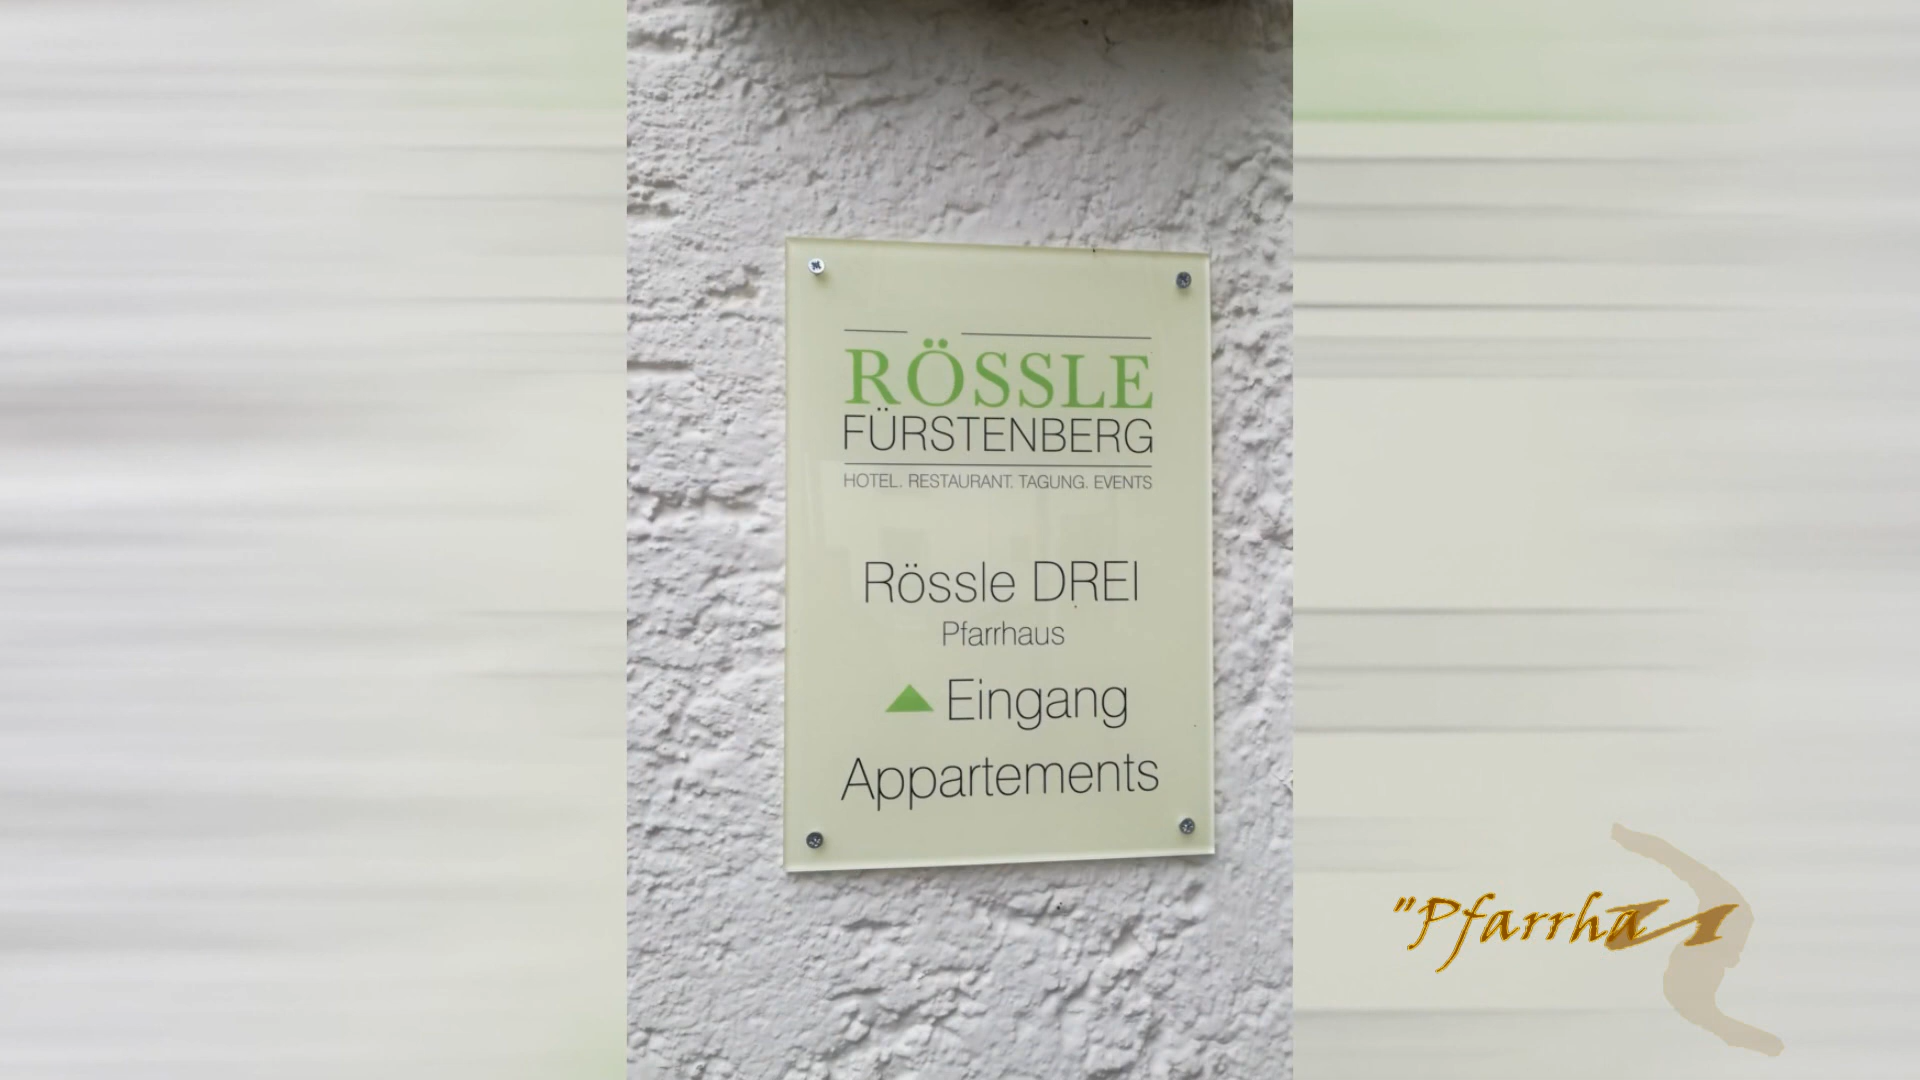 RÖSSLE
FÜRSTENBERG
HOTEL. RESTAURANT. TAGUNG. EVENTS
Rössle DREI
Pfarrhaus
Eingang
Appartements
"Pfarrha